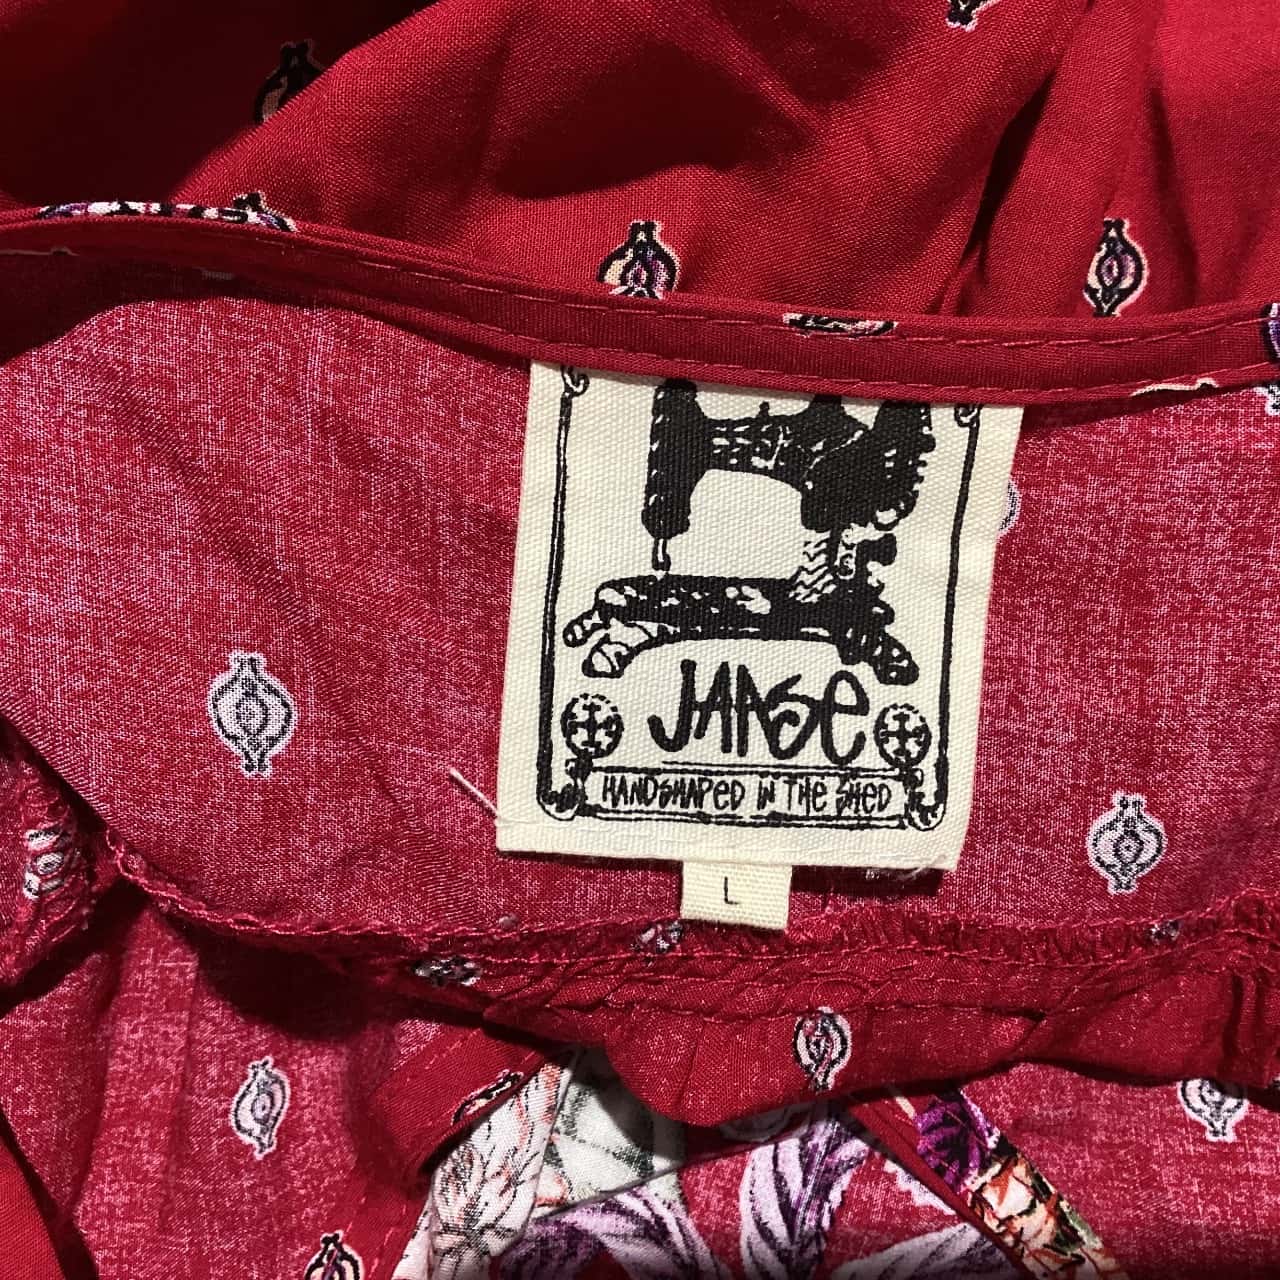 JAASE
HANDSHAPED IN THE SHED
L